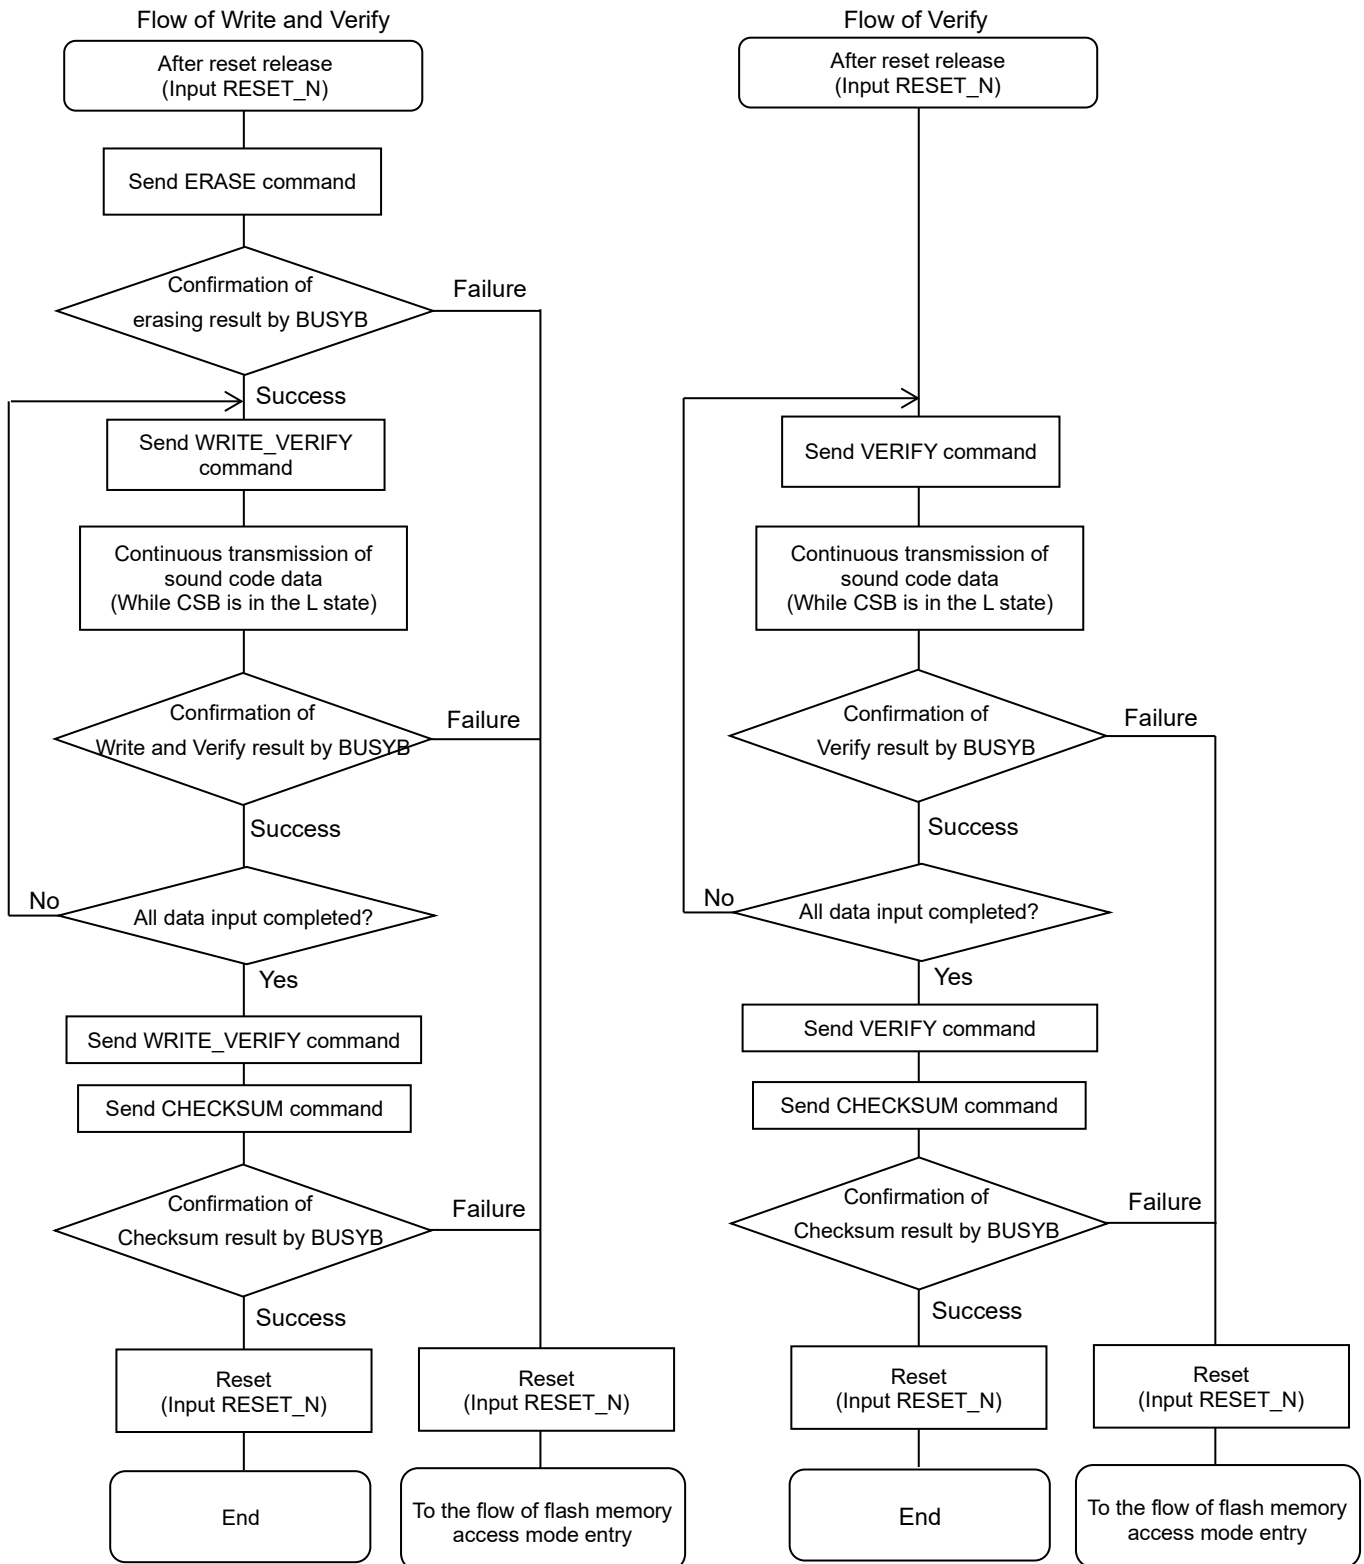 Flow of Write and Verify
After reset release
(Input RESET_N)
Send ERASE command
Confirmation of
erasing result by BUSYB
Failure
Success
Send WRITE_VERIFY
command
Continuous transmission of
sound code data
(While CSB is in the L state)
Confirmation of
Write and Verify result by BUSYB
Failure
Success
No
All data input completed?
Yes
Send WRITE_VERIFY command
Send CHECKSUM command
Confirmation of
Checksum result by BUSYB
Failure
Success
Reset
(Input RESET_N)
Reset
(Input RESET_N)
End
To the flow of flash memory
access mode entry
Flow of Verify
After reset release
(Input RESET_N)
Send VERIFY command
Continuous transmission of
sound code data
(While CSB is in the L state)
Confirmation of
Verify result by BUSYB
Failure
Success
No
All data input completed?
Yes
Send VERIFY command
Send CHECKSUM command
Confirmation of
Checksum result by BUSYB
Failure
Success
Reset
(Input RESET_N)
Reset
(Input RESET_N)
End
To the flow of flash memory
access mode entry